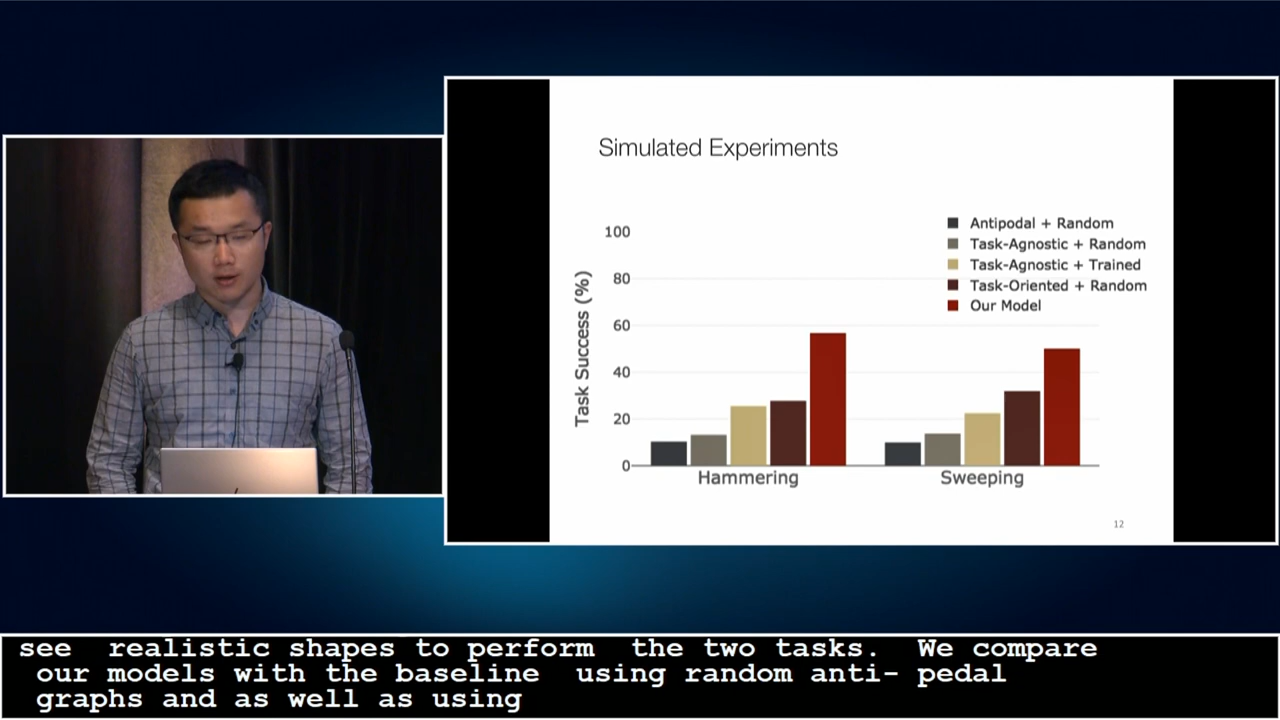 Simulated Experiments
Antipodal + Random
Task-Agnostic + Random
Task-Agnostic + Trained
Task-Oriented + Random
Our Model
Task Success (%)
100
80
60
40
20
0
Hammering
Sweeping
12
see realistic shapes to perform the two tasks. We compare
our models with the baseline using random anti- pedal
graphs and as well as using